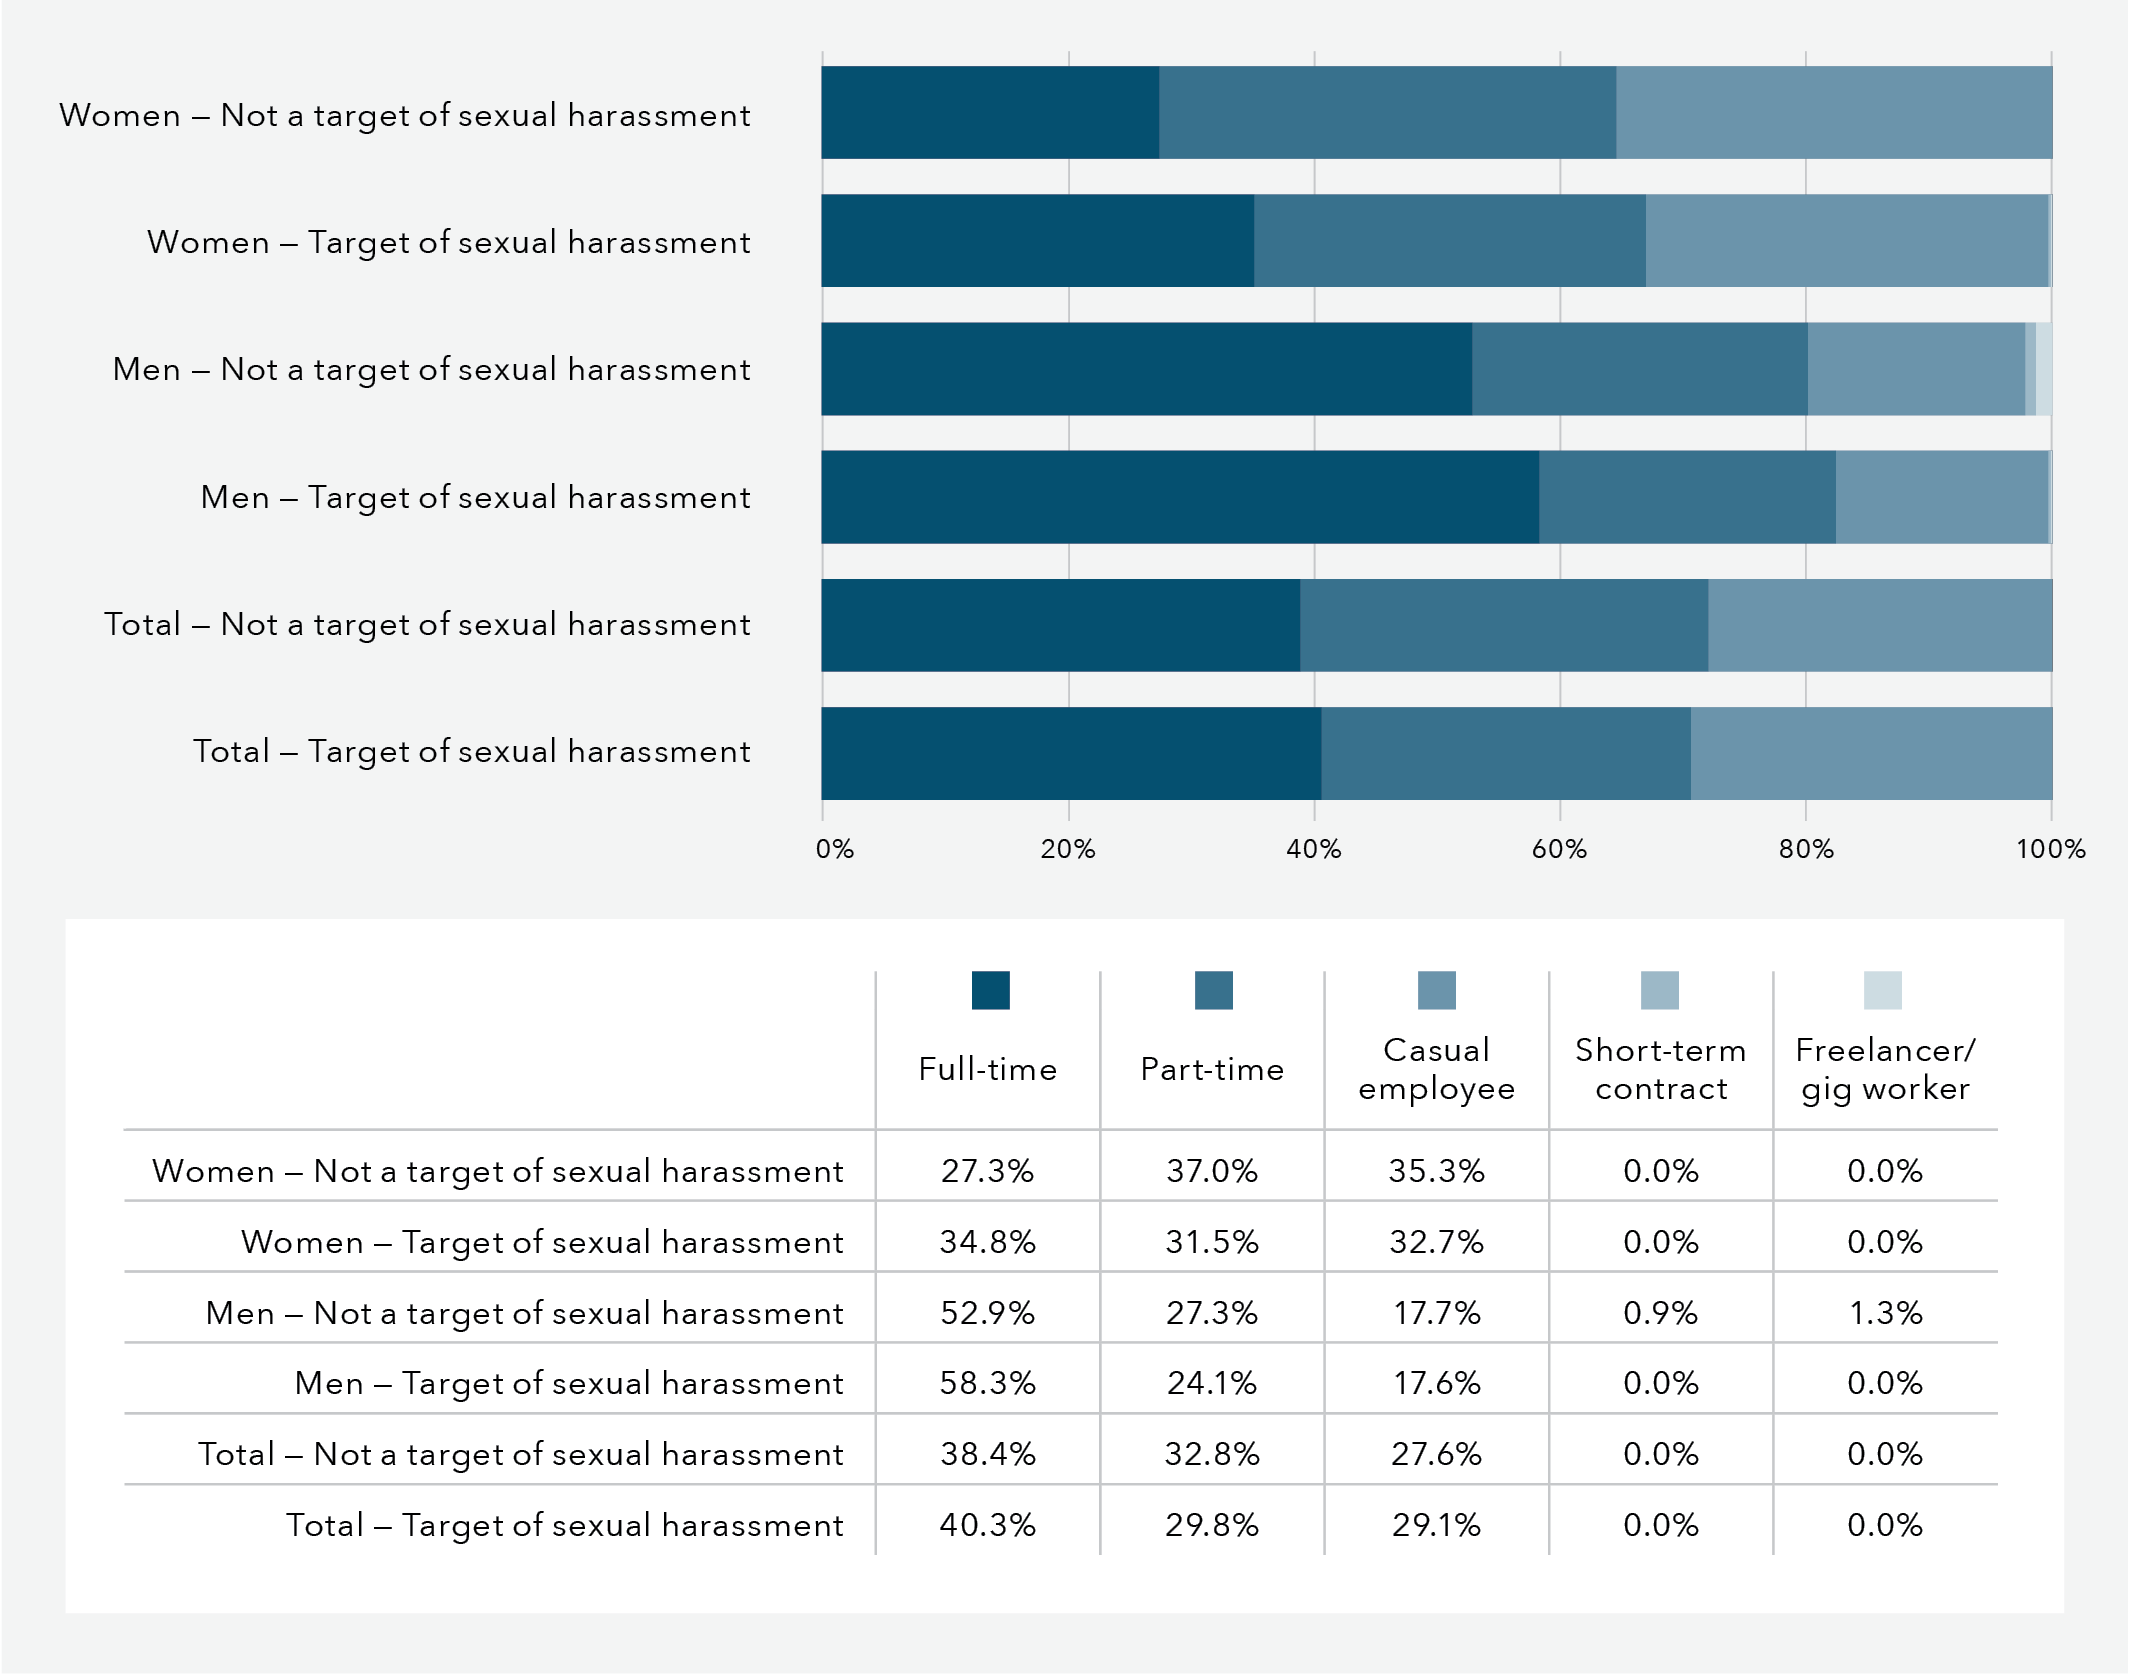 Women – Not a target of sexual harassment
Women – Target of sexual harassment
Men – Not a target of sexual harassment
Men – Target of sexual harassment
Total – Not a target of sexual harassment
Total – Target of sexual harassment
0% 20% 40% 60% 80% 100%
Full-time Part-time Casual employee Short-term contract Freelancer/ gig worker
Women – Not a target of sexual harassment 27.3% 37.0% 35.3% 0.0% 0.0%
Women – Target of sexual harassment 34.8% 31.5% 32.7% 0.0% 0.0%
Men – Not a target of sexual harassment 52.9% 27.3% 17.7% 0.9% 1.3%
Men – Target of sexual harassment 58.3% 24.1% 17.6% 0.0% 0.0%
Total – Not a target of sexual harassment 38.4% 32.8% 27.6% 0.0% 0.0%
Total – Target of sexual harassment 40.3% 29.8% 29.1% 0.0% 0.0%